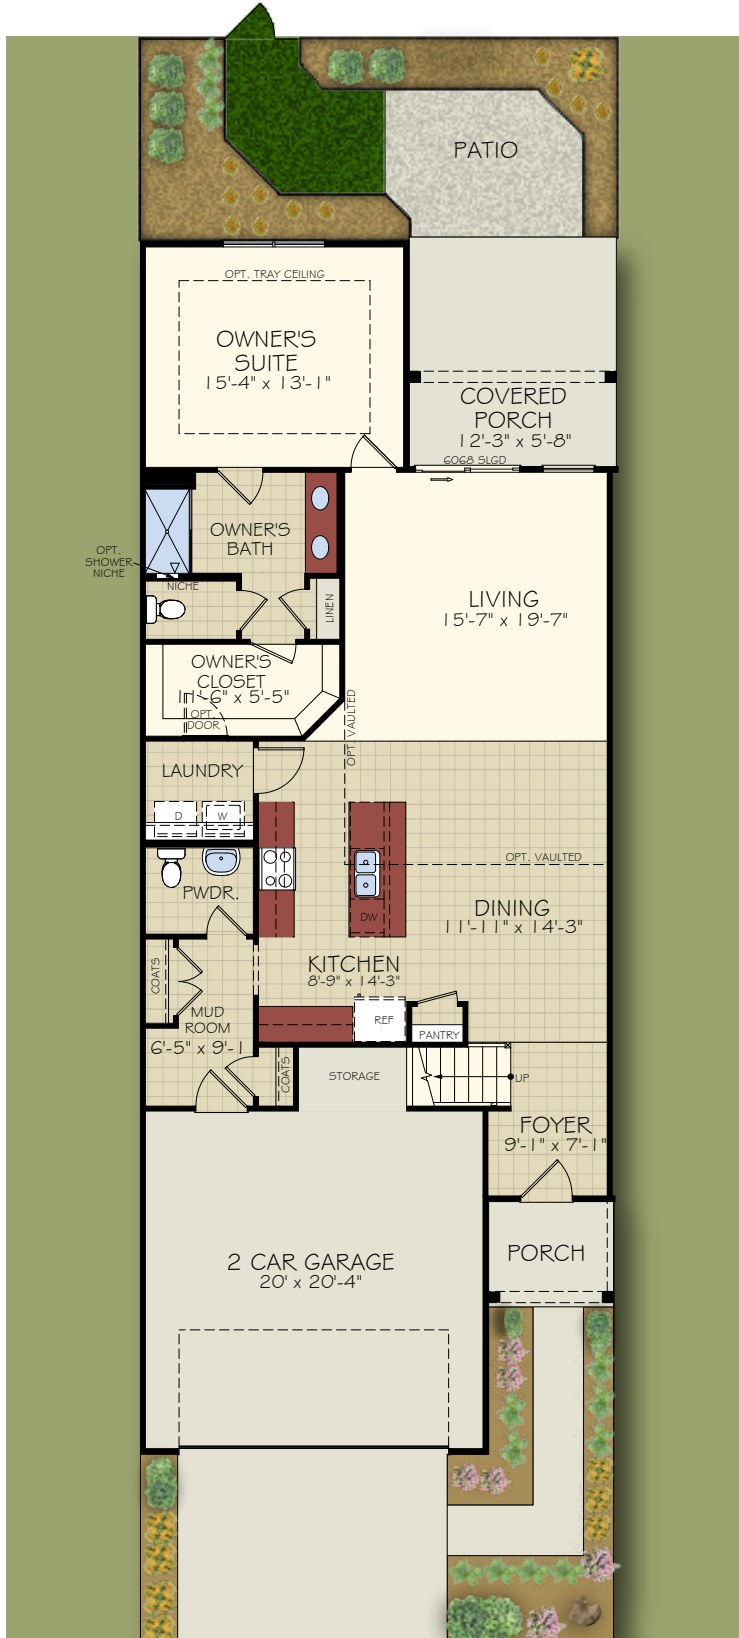 PATIO
OPT. TRAY CEILING
OWNER'S
SUITE
15'-4" x 13'-1"
COVERED
PORCH
12'-3" x 5'-8"
6068 SLGD
OWNER'S
BATH
OPT.
SHOWER
NICHE
NICHE
LINEN
LIVING
15'-7" x 19'-7"
OWNER'S
CLOSET
11'-6" x 5'-5"
OPT.
DOOR
OPT. VAULTED
LAUNDRY
D
W
OPT. VAULTED
PWDR.
DW
DINING
11'-11" x 14'-3"
KITCHEN
8'-9" x 14'-3"
COATS
MUD
ROOM
6'-5" x 9'-1
REF
PANTRY
COATS
STORAGE
UP
FOYER
9'-1" x 7'-1"
PORCH
2 CAR GARAGE
20' x 20'-4"